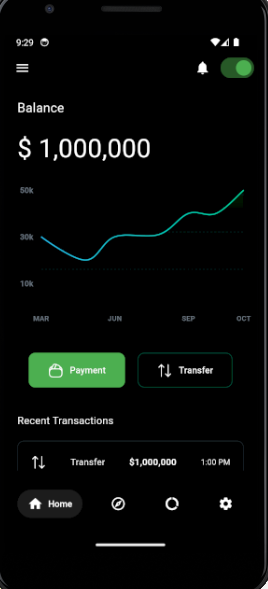 9:29
Balance
$ 1,000,000
50k
30k
10k
MAR JUN SEP OCT
Payment Transfer
Recent Transactions
Transfer $1,000,000 1:00 PM
Home